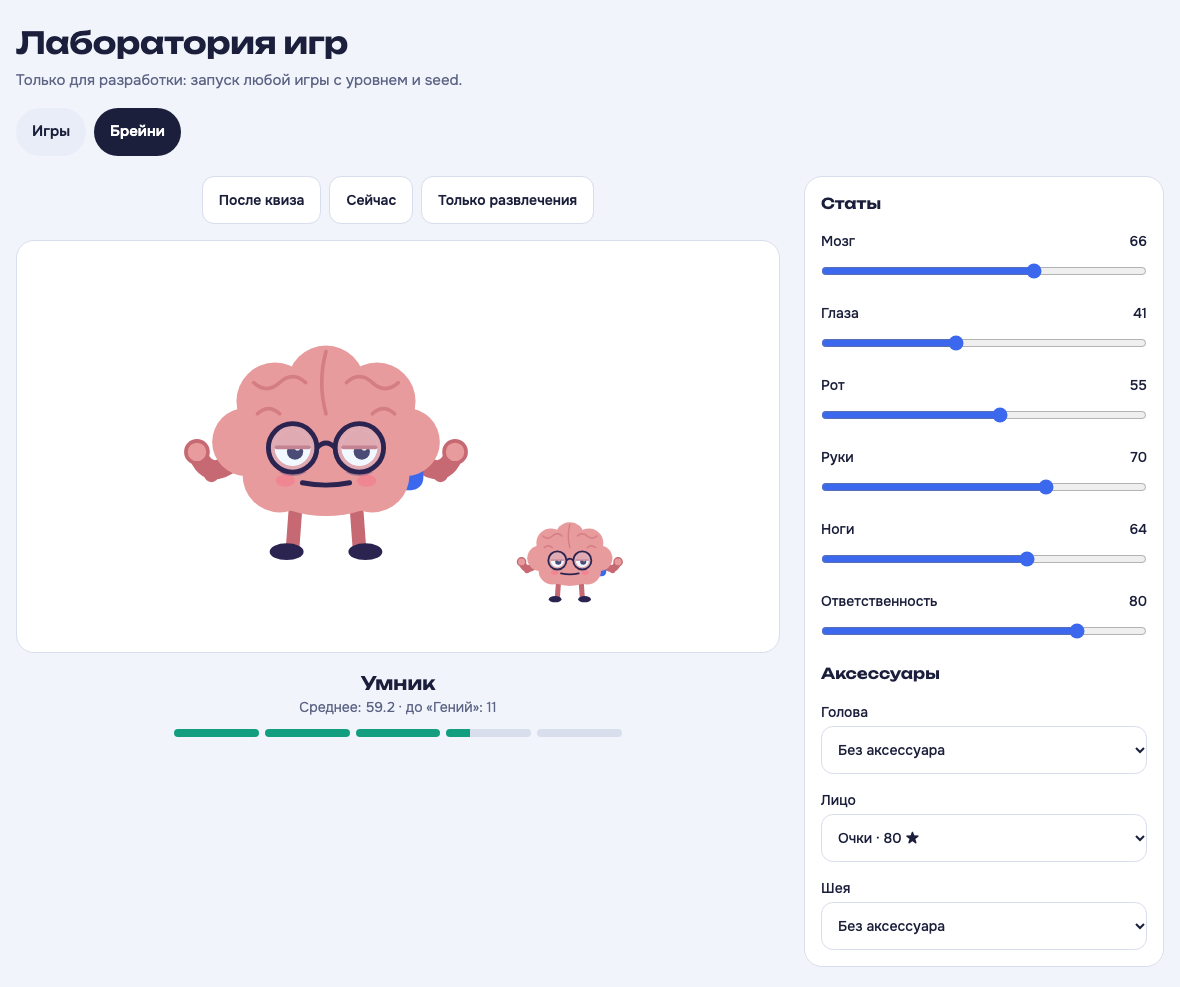 Лаборатория игр
Только для разработки: запуск любой игры с уровнем и seed.
Игры
Брейни
После квиза
Сейчас
Только развлечения
Умник
Среднее: 59.2 · до «Гений»: 11
Статы
Мозг 66
Глаза 41
Рот 55
Руки 70
Ноги 64
Ответственность 80
Аксессуары
Голова
Без аксессуара
Лицо
Очки · 80 ★
Шея
Без аксессуара